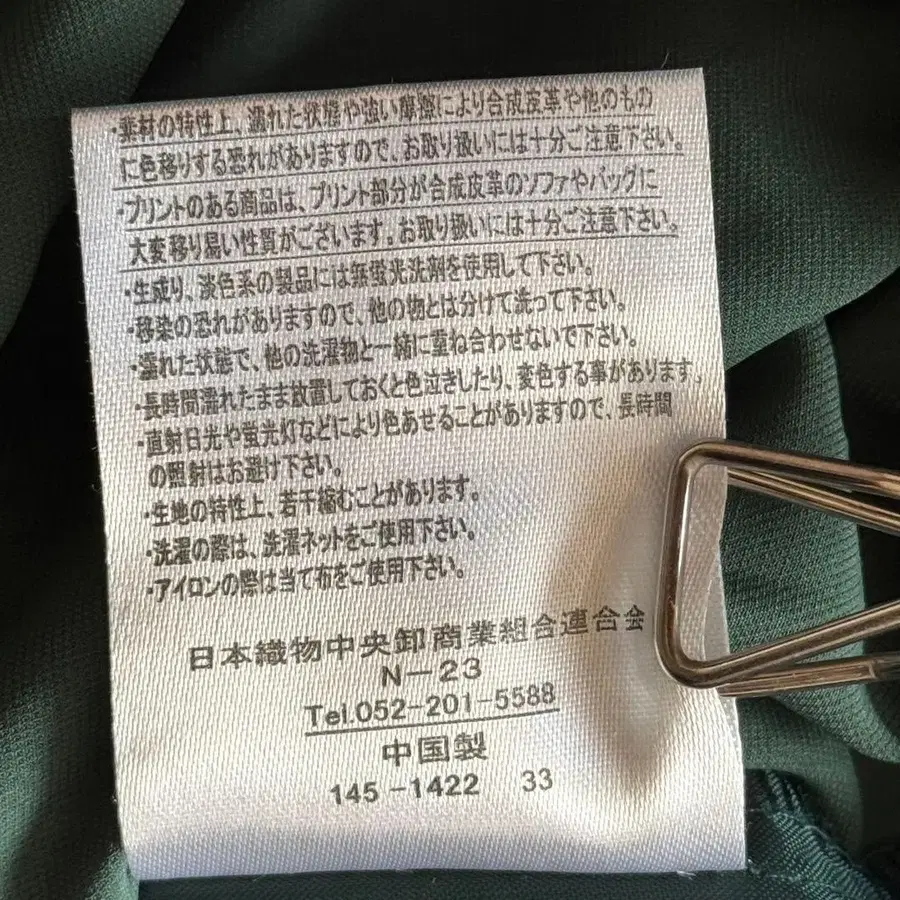 ・素材の特性上、濡れた状態や強い摩擦により合成皮革や他のもの
に色移りする恐れがありますので、お取り扱いには十分ご注意下さい。
・プリントのある商品は、プリント部分が合成皮革のソファやバッグに
大変移り易い性質がございます。お取り扱いには十分ご注意下さい。
・生成り、淡色系の製品には無蛍光洗剤を使用して下さい。
・移染の恐れがありますので、他の物とは分けて洗って下さい。
・濡れた状態で、他の洗濯物と一緒に重ね合わせないで下さい。
・長時間濡れたまま放置しておくと色泣きしたり、変色する事があります。
・直射日光や蛍光灯などにより色あせることがありますので、長時間
の照射はお避け下さい。
・生地の特性上、若干縮むことがあります。
・洗濯の際は、洗濯ネットをご使用下さい。
・アイロンの際は当て布をご使用下さい。
日本織物中央卸商業組合連合会
N-23
Tel.052-201-5588
中国製
145-1422 33